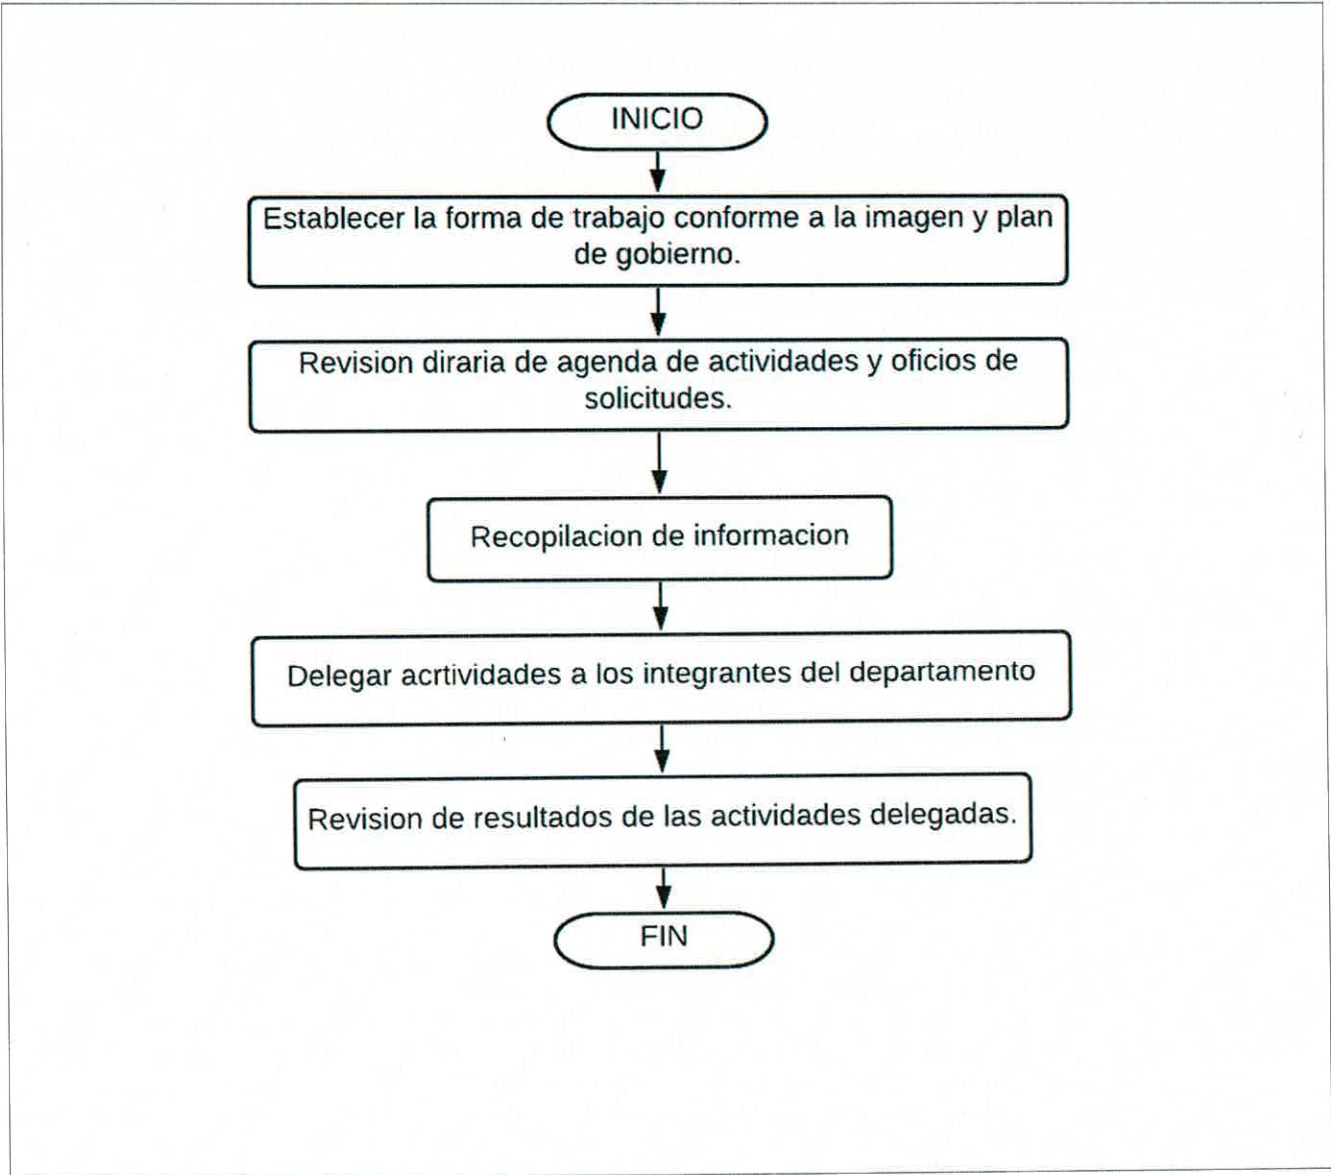 INICIO
Establecer la forma de trabajo conforme a la imagen y plan
de gobierno.
Revision diraria de agenda de actividades y oficios de
solicitudes.
Recopilacion de informacion
Delegar acrtividades a los integrantes del departamento
Revision de resultados de las actividades delegadas.
FIN